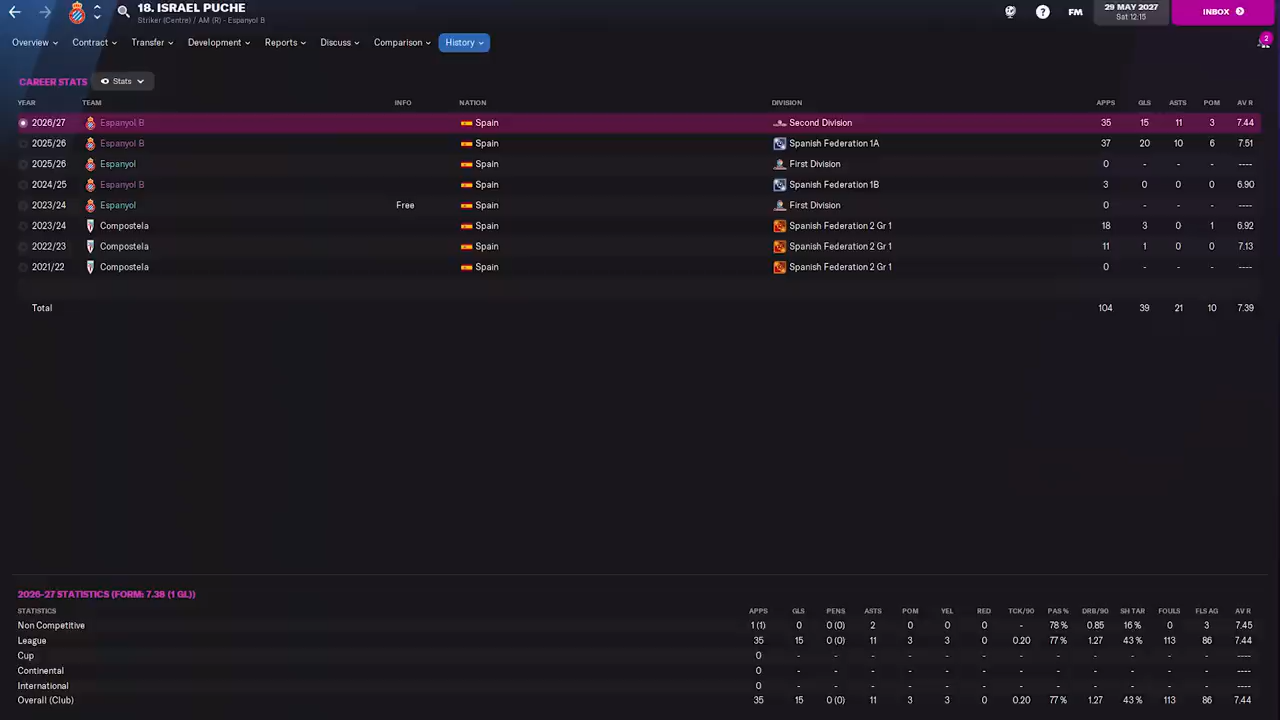 18. ISRAEL PUCHE
Striker (Centre) / AM (R) - Espanyol B
FM
29 MAY 2027
Sat 12:15
INBOX
Overview Contract Transfer Development Reports Discuss Comparison History
2
CAREER STATS Stats
YEAR TEAM INFO NATION DIVISION APPS GLS ASTS POM AV R
2026/27 Espanyol B Spain Second Division 35 15 11 3 7.44
2025/26 Espanyol B Spain Spanish Federation 1A 37 20 10 6 7.51
2025/26 Espanyol Spain First Division 0 - - - ----
2024/25 Espanyol B Spain Spanish Federation 1B 3 0 0 0 6.90
2023/24 Espanyol Free Spain First Division 0 - - - ----
2023/24 Compostela Spain Spanish Federation 2 Gr 1 18 3 0 1 6.92
2022/23 Compostela Spain Spanish Federation 2 Gr 1 11 1 0 0 7.13
2021/22 Compostela Spain Spanish Federation 2 Gr 1 0 - - - ----
Total 104 39 21 10 7.39
2026-27 STATISTICS (FORM: 7.38 (1 GL))
STATISTICS APPS GLS PENS ASTS POM YEL RED TCK/90 PAS % DRB/90 SH TAR FOULS FLS AG AV R
Non Competitive 1 (1) 0 0 (0) 2 0 0 0 - 78 % 0.85 16 % 0 3 7.45
League 35 15 0 (0) 11 3 3 0 0.20 77 % 1.27 43 % 113 86 7.44
Cup 0 - - - - - - - - - - - - ----
Continental 0 - - - - - - - - - - - - ----
International 0 - - - - - - - - - - - - ----
Overall (Club) 35 15 0 (0) 11 3 3 0 0.20 77 % 1.27 43 % 113 86 7.44